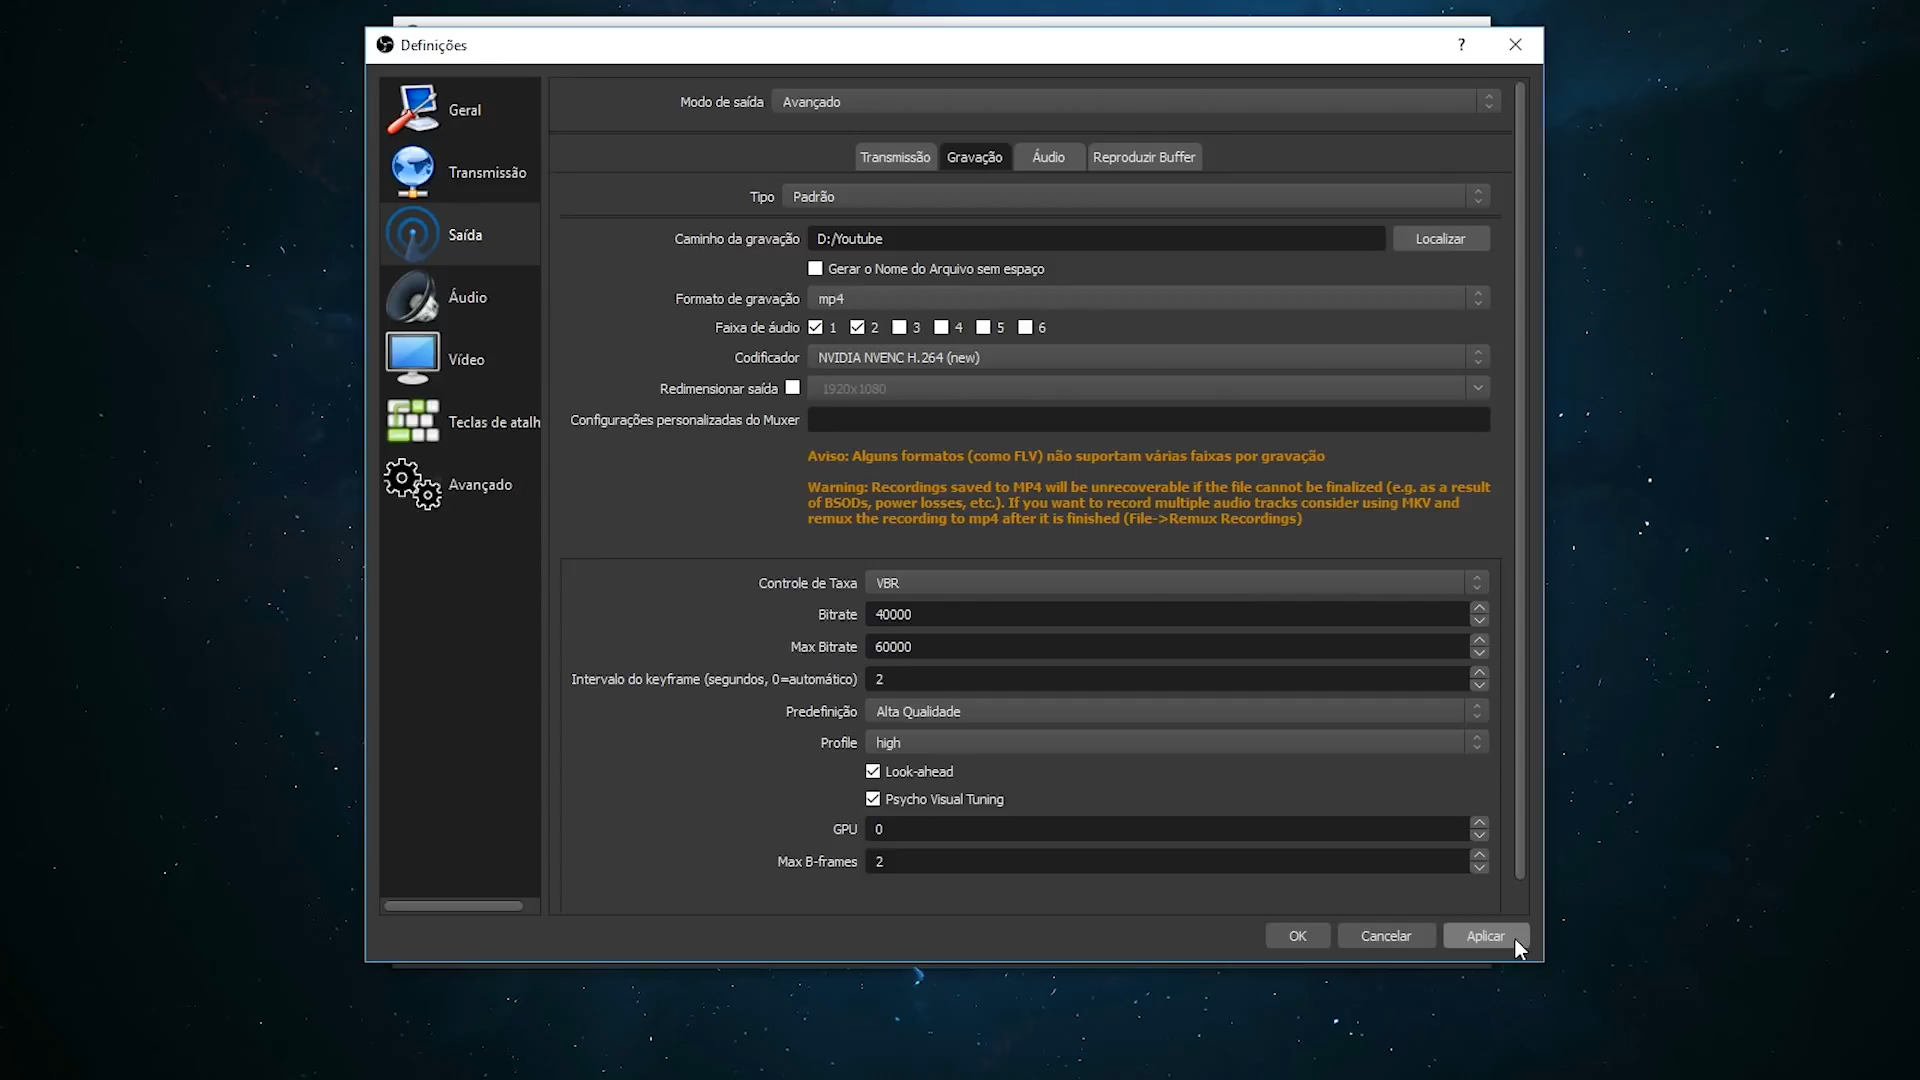 Definições
?
Geral
Transmissão
Saída
Áudio
Vídeo
Teclas de atalh
Avançado
Modo de saída Avançado
Transmissão Gravação Áudio Reproduzir Buffer
Tipo Padrão
Caminho da gravação D:/Youtube Localizar
Gerar o Nome do Arquivo sem espaço
Formato de gravação mp4
Faixa de áudio 1 2 3 4 5 6
Codificador NVIDIA NVENC H.264 (new)
Redimensionar saída 1920x1080
Configurações personalizadas do Muxer
Aviso: Alguns formatos (como FLV) não suportam várias faixas por gravação
Warning: Recordings saved to MP4 will be unrecoverable if the file cannot be finalized (e.g. as a result
of BSODs, power losses, etc.). If you want to record multiple audio tracks consider using MKV and
remux the recording to mp4 after it is finished (File->Remux Recordings)
Controle de Taxa VBR
Bitrate 40000
Max Bitrate 60000
Intervalo do keyframe (segundos, 0=automático) 2
Predefinição Alta Qualidade
Profile high
Look-ahead
Psycho Visual Tuning
GPU 0
Max B-frames 2
OK Cancelar Aplicar